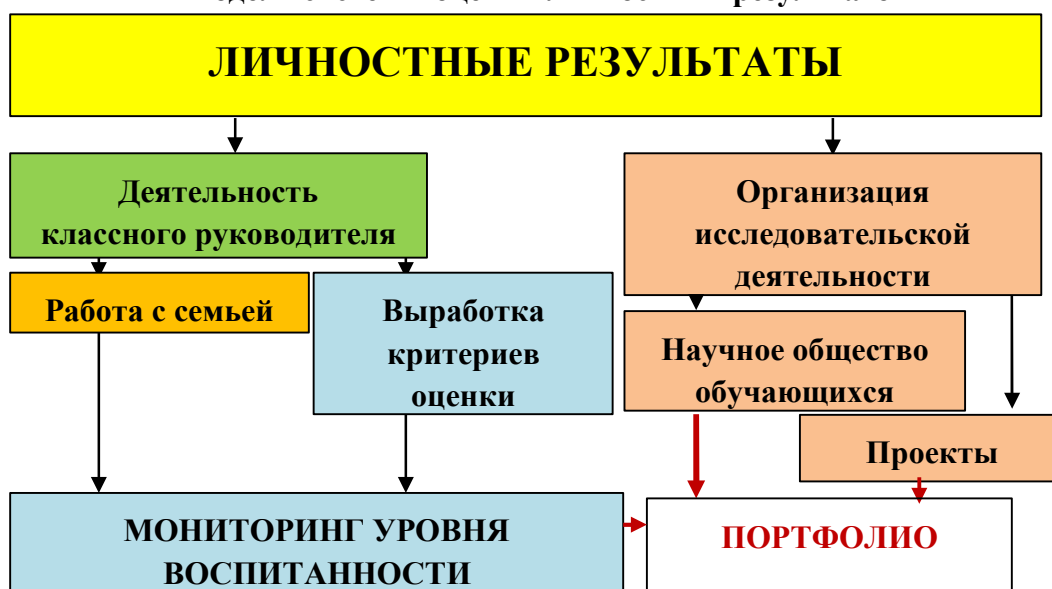 ЛИЧНОСТНЫЕ РЕЗУЛЬТАТЫ
Деятельность
классного руководителя
Организация
исследовательской
деятельности
Работа с семьей
Выработка
критериев
оценки
Научное общество
обучающихся
Проекты
МОНИТОРИНГ УРОВНЯ
ВОСПИТАННОСТИ
ПОРТФОЛИО